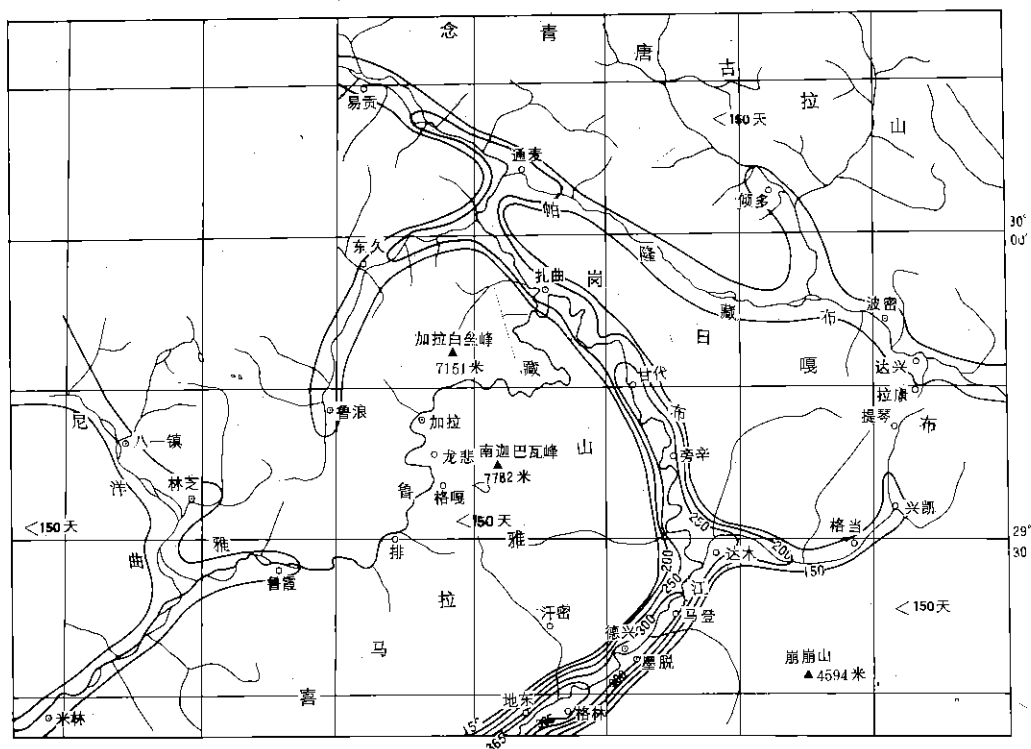 念 青 唐 古 拉 山
易贡
<150天
通麦
倾多
帕 隆 藏 布
30°
00′
东久
扎曲
岗 日 嘎 布
波密
加拉白垒峰
7151米
藏
达兴
甘代
拉康
鲁浪
加拉
提琴
尼 洋 曲
八一镇
布
龙悲
南迦巴瓦峰
7782米
山
旁辛
林芝
鲁
格嘎
兴凯
<150天
<150天
雅
250
格当
29°
30′
排
雅
200
达木
200
150
鲁霞
250
江
拉
<150天
汗密
300
马登
德兴
马
墨脱
崩崩山
4594米
喜
300
地东
格林
米林
365